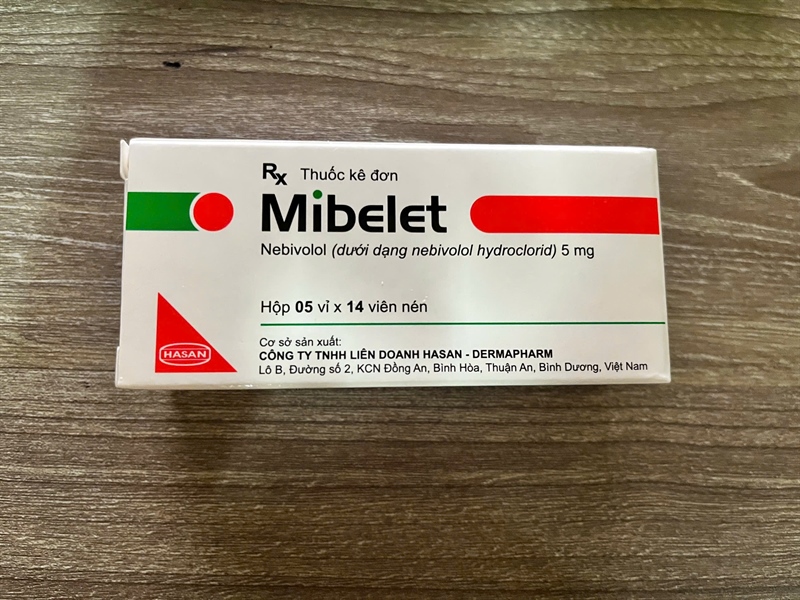 Rx Thuốc kê đơn
Mibelet
Nebivolol (dưới dạng nebivolol hydroclorid) 5 mg
Hộp 05 vỉ x 14 viên nén
HASAN
Cơ sở sản xuất:
CÔNG TY TNHH LIÊN DOANH HASAN - DERMAPHARM
Lô B, Đường số 2, KCN Đồng An, Bình Hòa, Thuận An, Bình Dương, Việt Nam